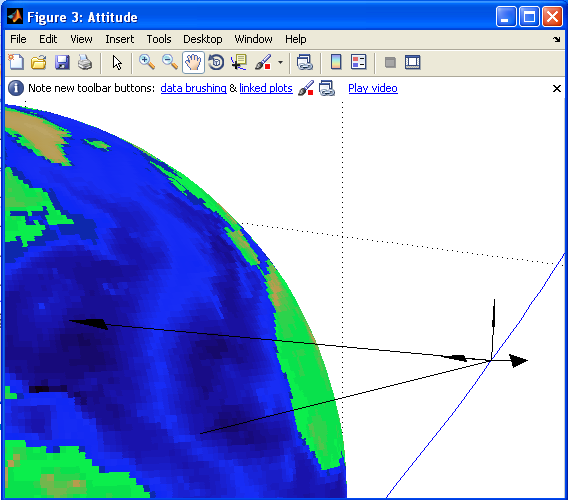 Figure 3: Attitude
File Edit View Insert Tools Desktop Window Help
Note new toolbar buttons: data brushing & linked plots Play video